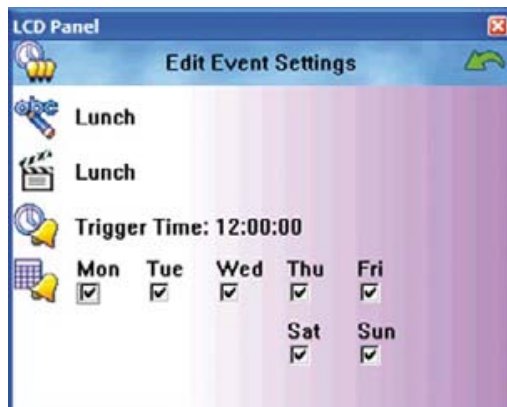 LCD Panel
Edit Event Settings
abc
Lunch
Lunch
Trigger Time: 12:00:00
Mon Tue Wed Thu Fri
Sat Sun